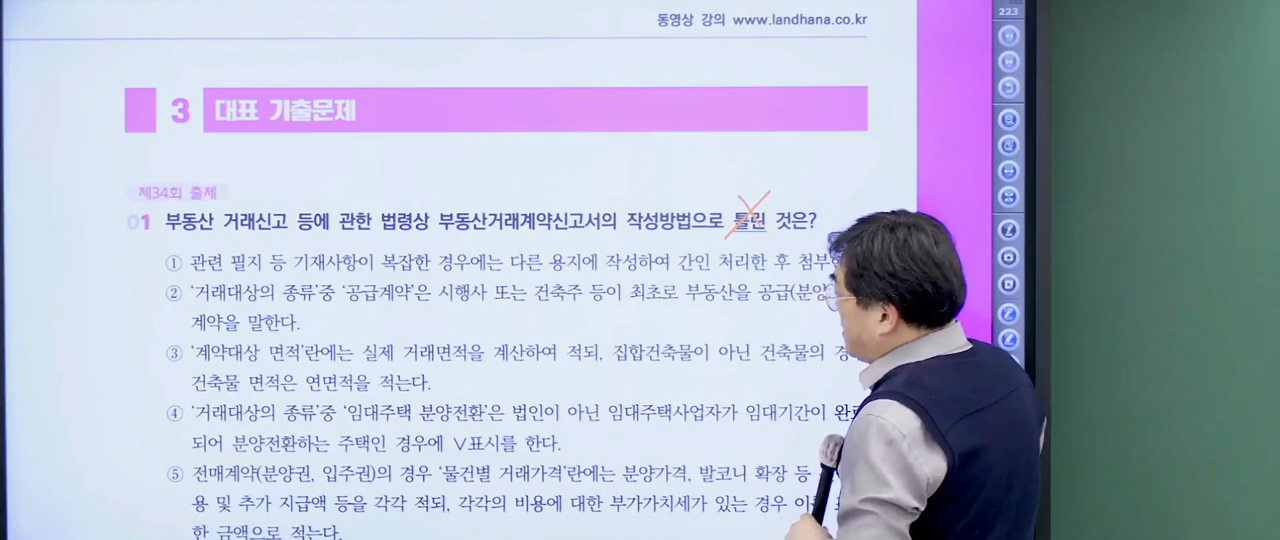 223
동영상 강의 www.landhana.co.kr
3 대표 기출문제
제34회 출제
01 부동산 거래신고 등에 관한 법령상 부동산거래계약신고서의 작성방법으로 틀린 것은?
① 관련 필지 등 기재사항이 복잡한 경우에는 다른 용지에 작성하여 간인 처리한 후
② ‘거래대상의 종류’중 ‘공급계약’은 시행사 또는 건축주 등이 최초로 부동산을
계약을 말한다.
③ ‘계약대상 면적’란에는 실제 거래면적을 계산하여 적되, 집합건축물이 아닌 건축물의
건축물 면적은 연면적을 적는다.
④ ‘거래대상의 종류’중 ‘임대주택 분양전환’은 법인이 아닌 임대주택사업자가 임대기간이
되어 분양전환하는 주택인 경우에 ∨표시를 한다.
⑤ 전매계약(분양권, 입주권)의 경우 ‘물건별 거래가격’란에는 분양가격, 발코니 확장 등
용 및 추가 지급액 등을 각각 적되, 각각의 비용에 대한 부가가치세가 있는 경우
한 금액으로 적는다.